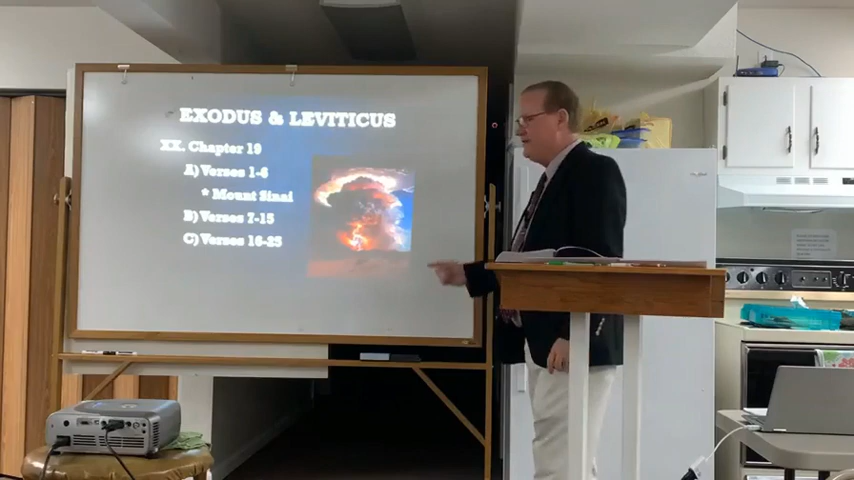 EXODUS & LEVITICUS
XX. Chapter 19
A) Verses 1-6
* Mount Sinai
B) Verses 7-15
C) Verses 16-25